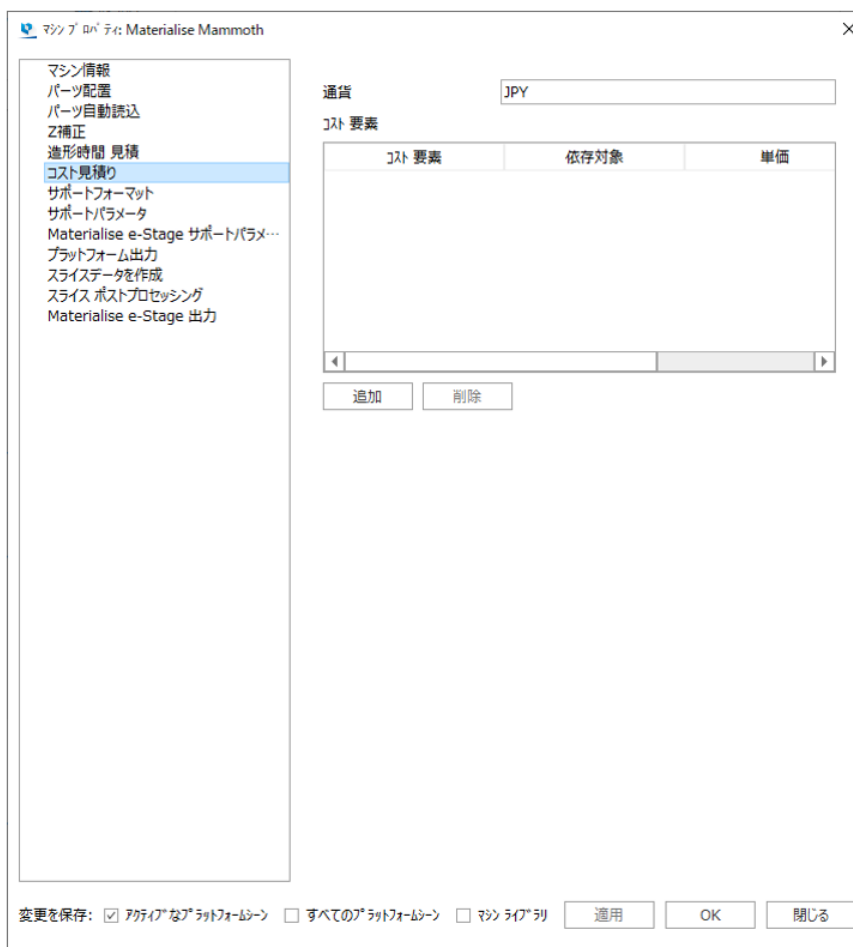 ﾏｼﾝ ﾌﾟﾛﾊﾟﾃｨ: Materialise Mammoth
マシン情報
パーツ配置
パーツ自動読込
Z補正
造形時間 見積
コスト見積り
サポートフォーマット
サポートパラメータ
Materialise e-Stage サポートパラメ…
プラットフォーム出力
スライスデータを作成
スライス ポストプロセッシング
Materialise e-Stage 出力
通貨 JPY
ｺｽﾄ 要素
ｺｽﾄ 要素 依存対象 単価
追加 削除
変更を保存: ｱｸﾃｨﾌﾞなﾌﾟﾗｯﾄﾌｫｰﾑｼｰﾝ すべてのﾌﾟﾗｯﾄﾌｫｰﾑｼｰﾝ ﾏｼﾝ ﾗｲﾌﾞﾗﾘ 適用 OK 閉じる